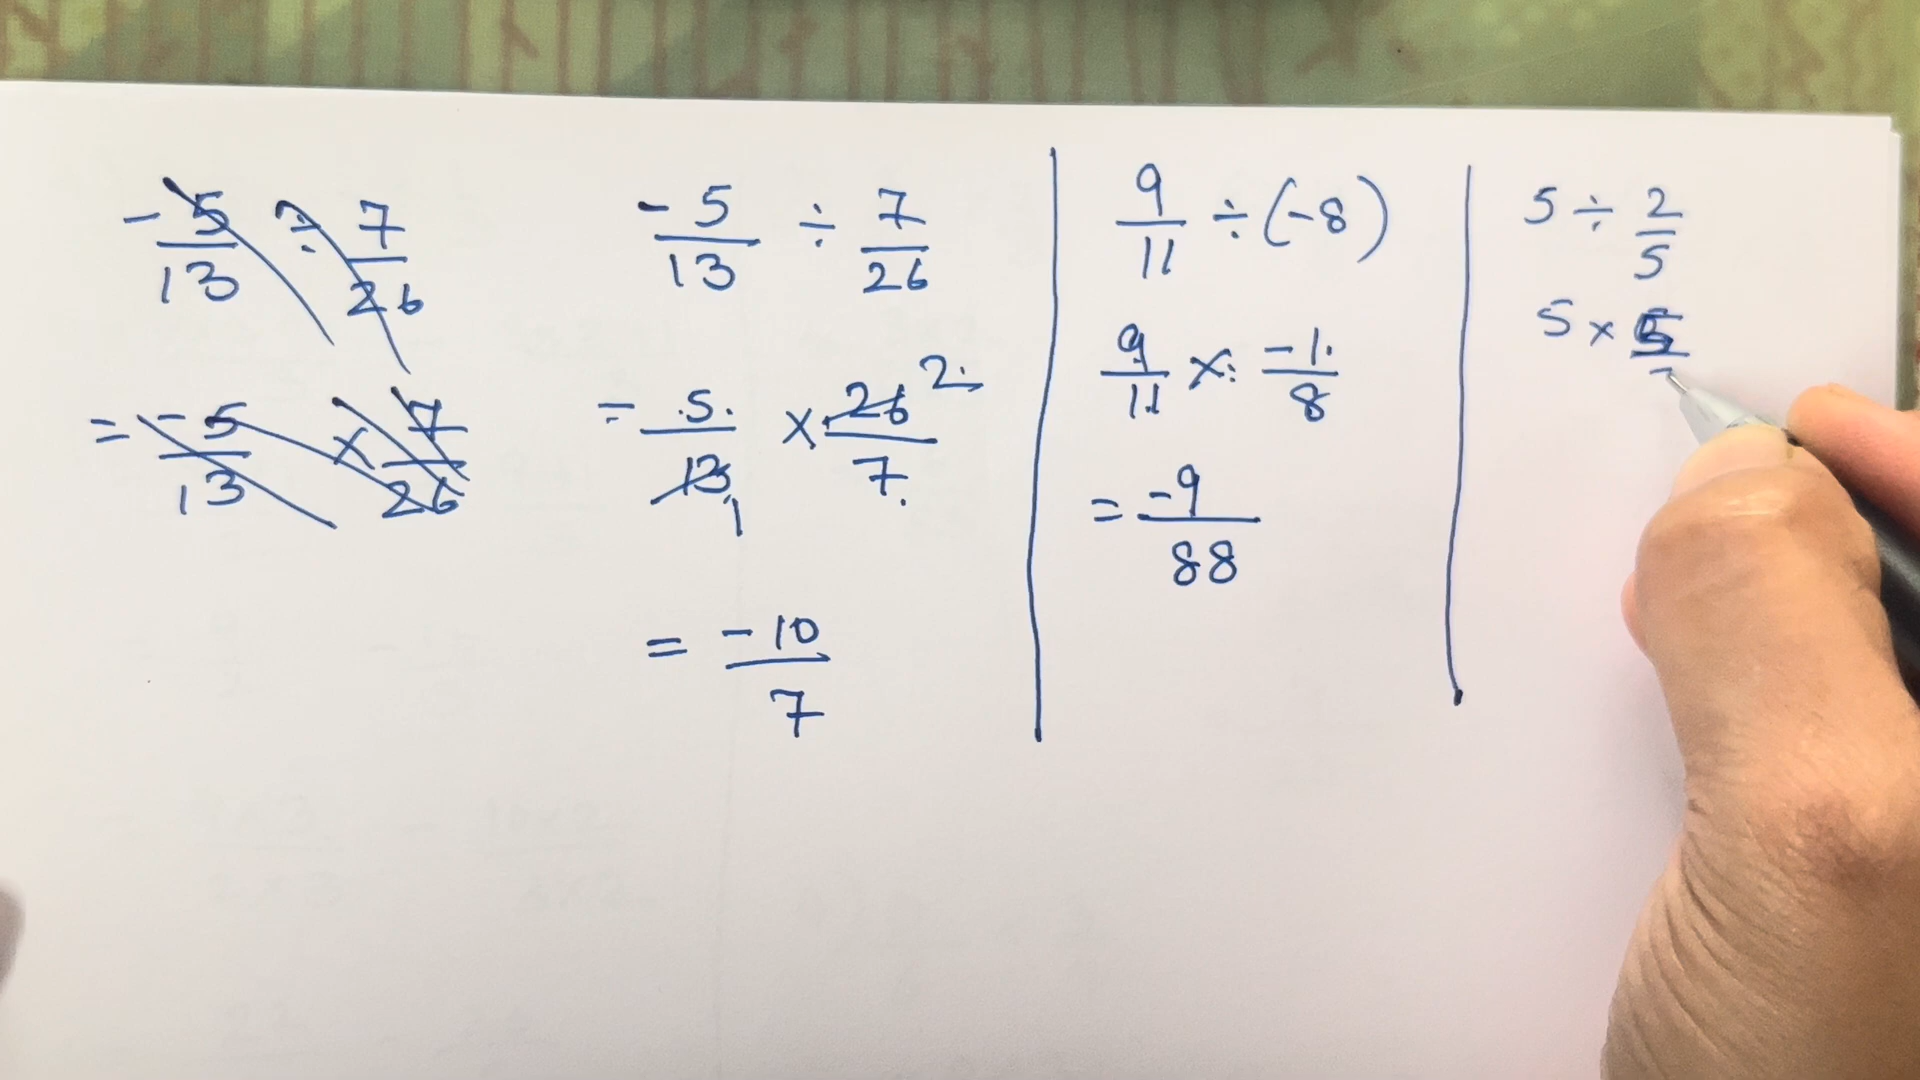 -5/13 ÷ 7/26
= -5/13 × 7/26
-5/13 ÷ 7/26
= 5/13 × 26/7 2
1
= -10/7
9/11 ÷ (-8)
9/11 × -1/8
= -9/88
5 ÷ 2/5
5 × 5